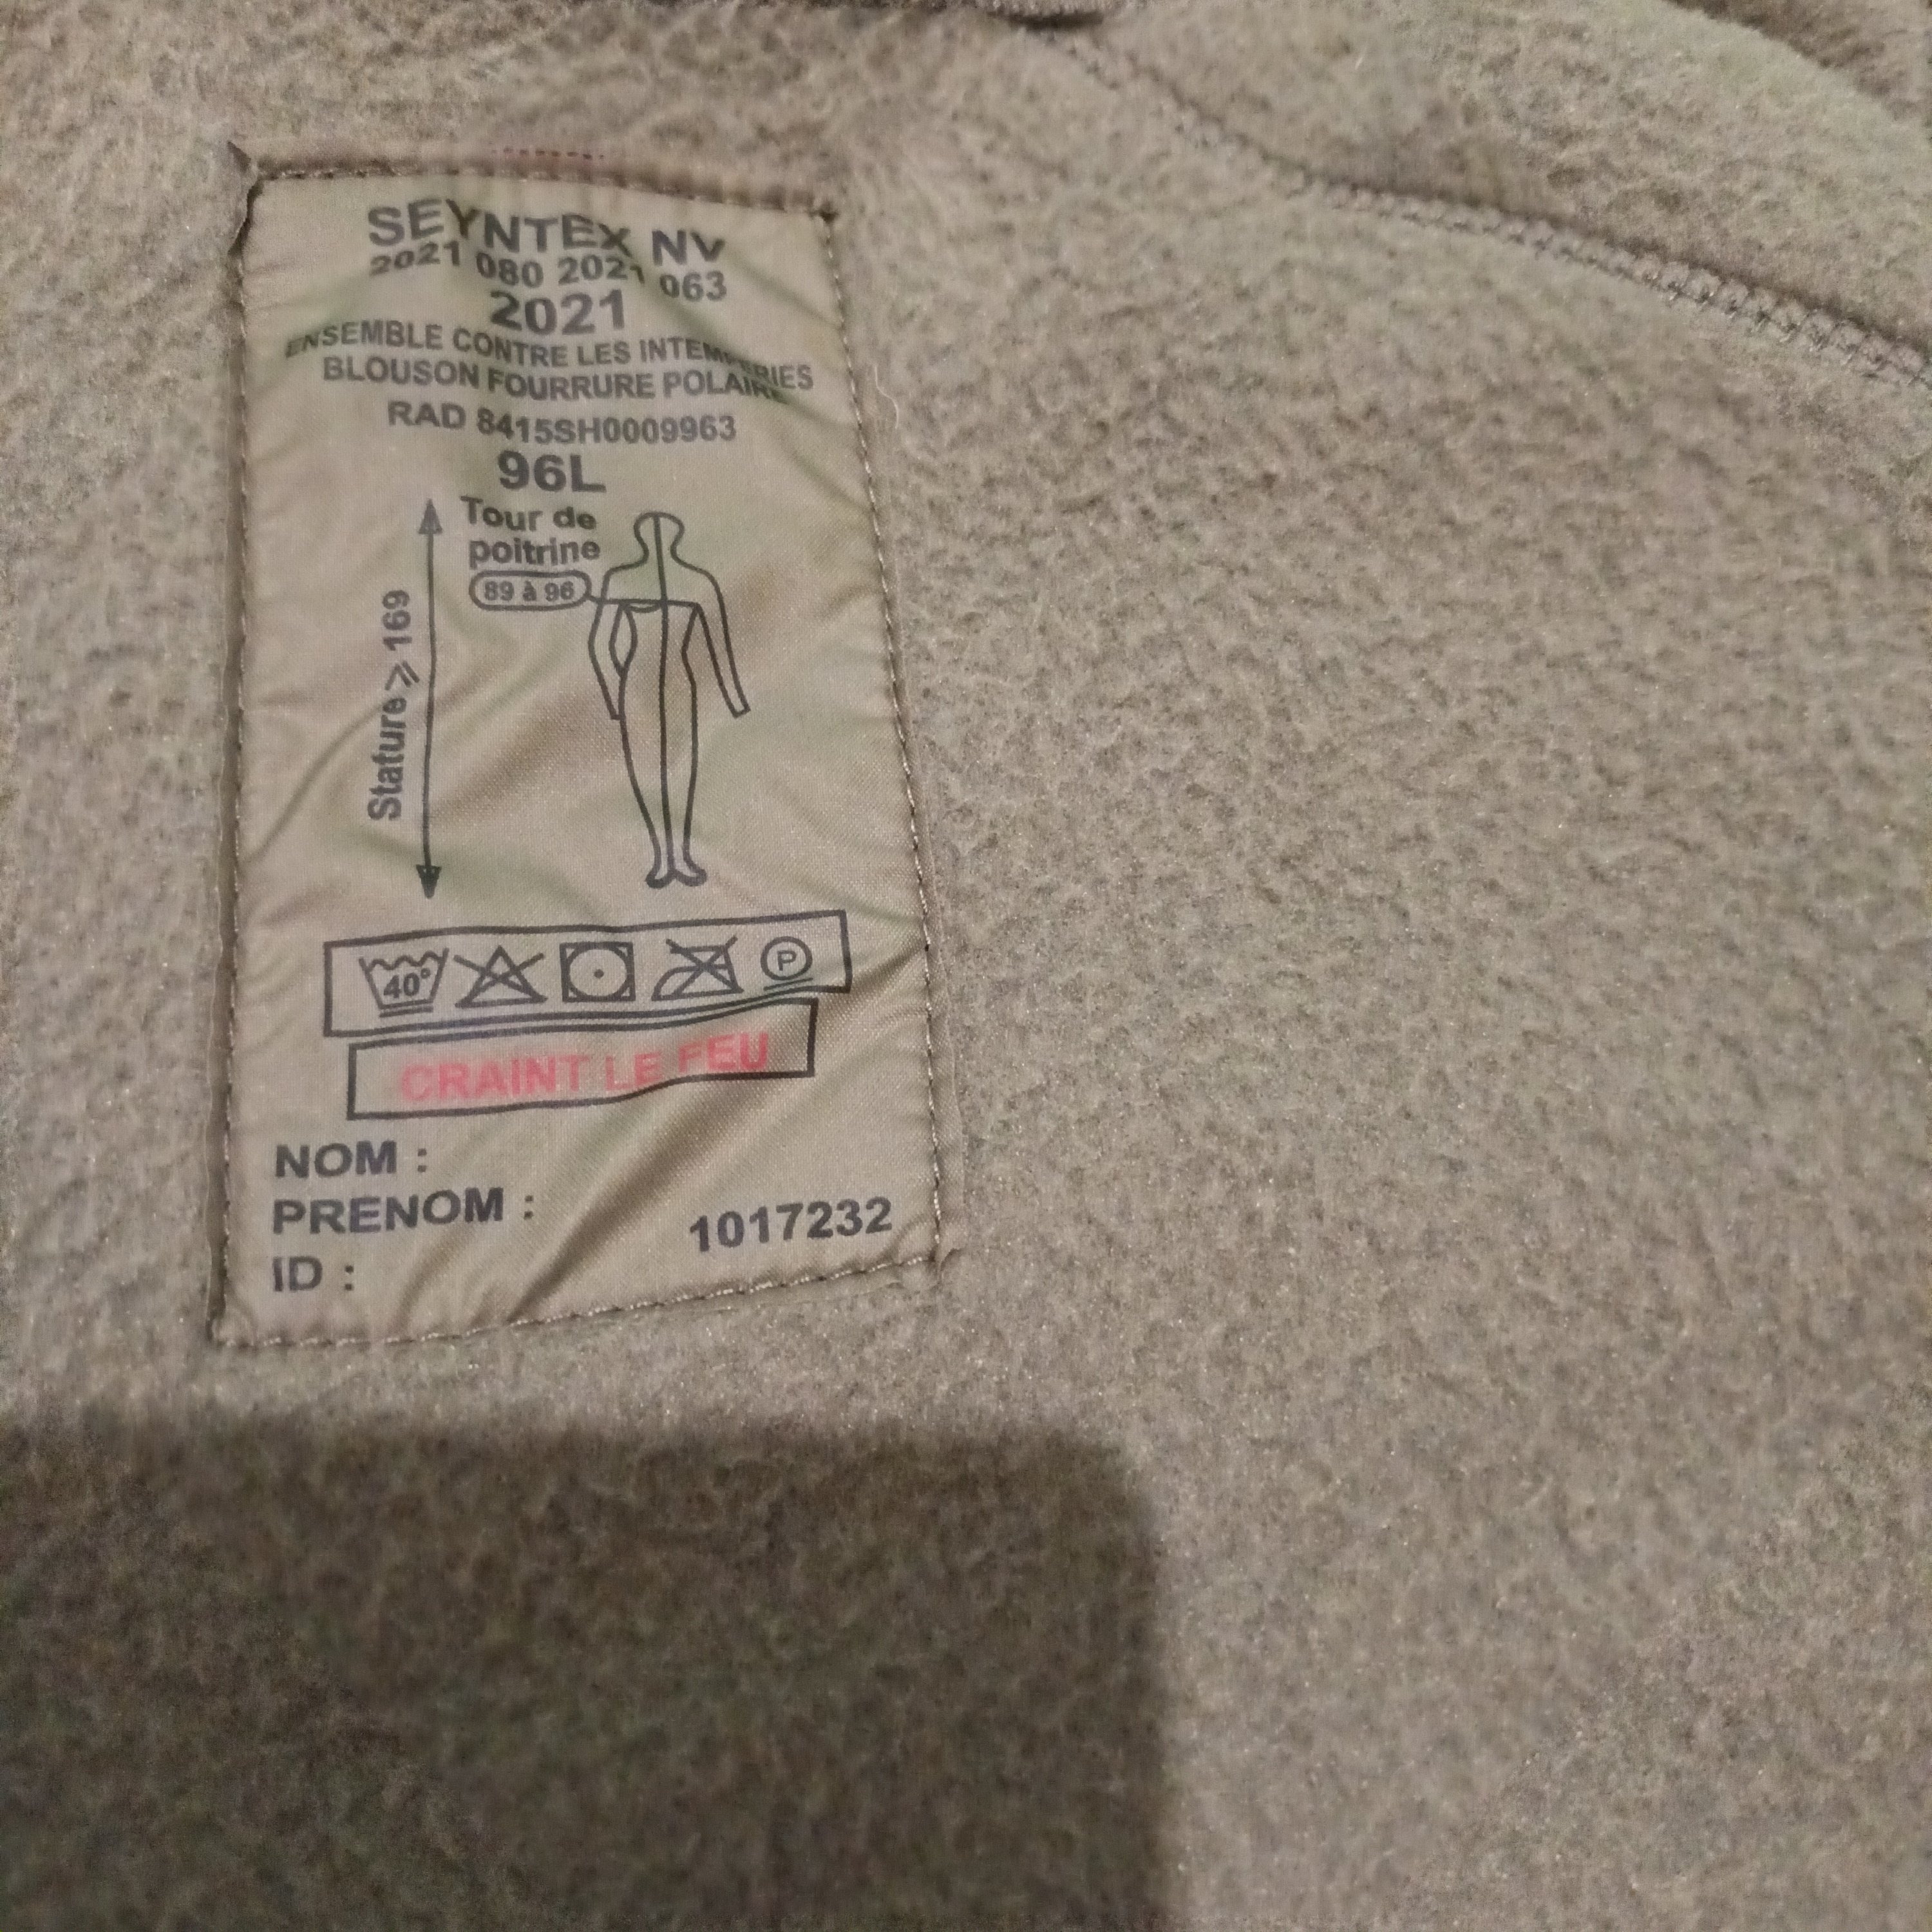 SEYNTEX NV
2021 080 2021 063
2021
ENSEMBLE CONTRE LES INTEMPERIES
BLOUSON FOURRURE POLAIRE
RAD 8415SH0009963
96L
Tour de
poitrine
89 à 96
Stature ⩾ 169
40°
P
CRAINT LE FEU
NOM :
PRENOM :
1017232
ID :